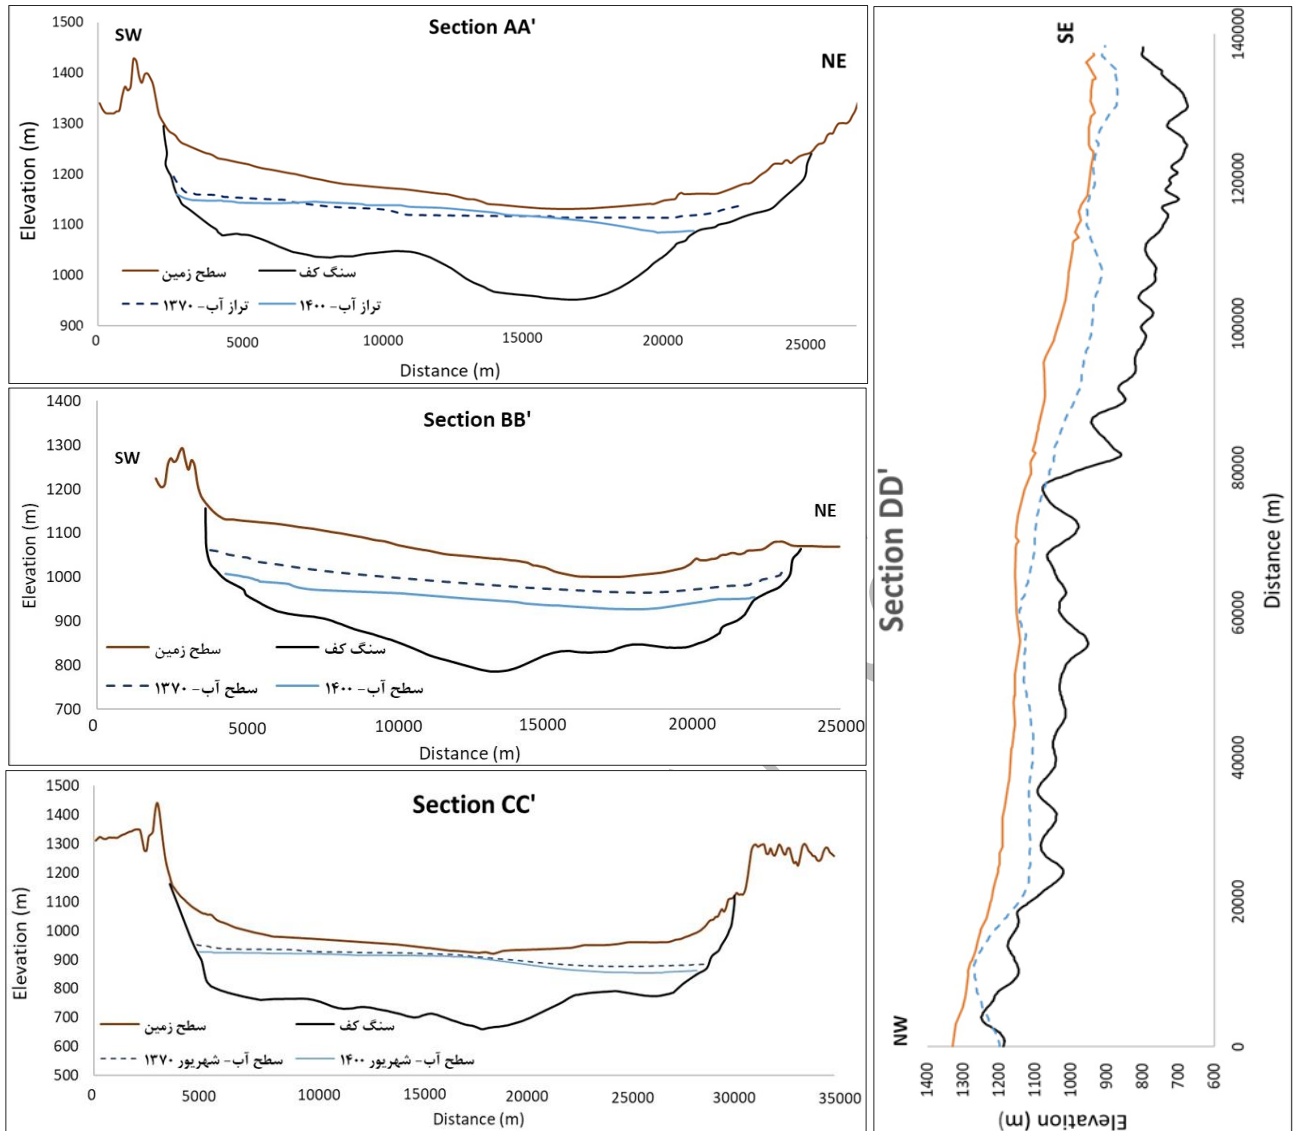 Section AA'
SW
NE
Elevation (m)
1500
1400
1300
1200
1100
1000
900
سطح زمین
سنگ کف
تراز آب- ۱۳۷۰
تراز آب- ۱۴۰۰
0 5000 10000 15000 20000 25000
Distance (m)
Section BB'
SW
NE
Elevation (m)
1400
1300
1200
1100
1000
900
800
700
سطح زمین
سنگ کف
سطح آب- ۱۳۷۰
سطح آب- ۱۴۰۰
0 5000 10000 15000 20000 25000
Distance (m)
Section CC'
Elevation (m)
1500
1400
1300
1200
1100
1000
900
800
700
600
500
سطح زمین
سنگ کف
سطح آب- شهریور ۱۳۷۰
سطح آب- شهریور ۱۴۰۰
0 5000 10000 15000 20000 25000 30000 35000
Distance (m)
Section DD'
NW
SE
Elevation (m)
1400 1300 1200 1100 1000 900 800 700 600
0 20000 40000 60000 80000 100000 120000 140000
Distance (m)